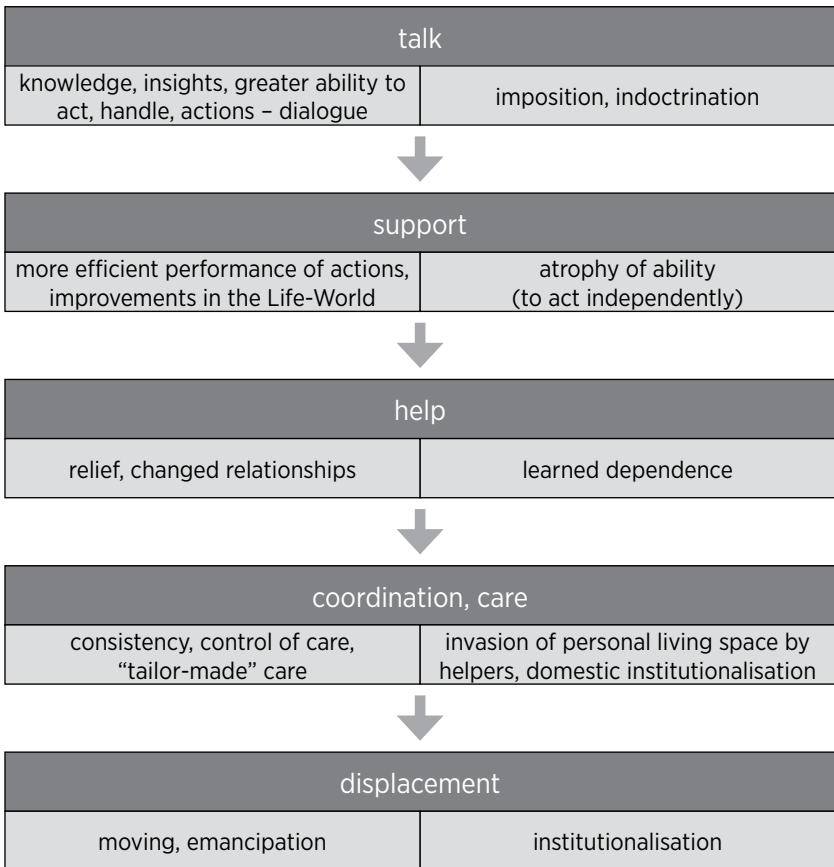 talk
knowledge, insights, greater ability to
act, handle, actions – dialogue
imposition, indoctrination
support
more efficient performance of actions,
improvements in the Life-World
atrophy of ability
(to act independently)
help
relief, changed relationships
learned dependence
coordination, care
consistency, control of care,
“tailor-made” care
invasion of personal living space by
helpers, domestic institutionalisation
displacement
moving, emancipation
institutionalisation